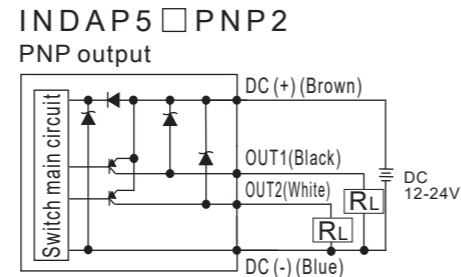 INDAP5□PNP2
PNP output
Switch main circuit
DC (+) (Brown)
OUT1(Black)
OUT2(White)
DC (-) (Blue)
RL
RL
DC
12-24V